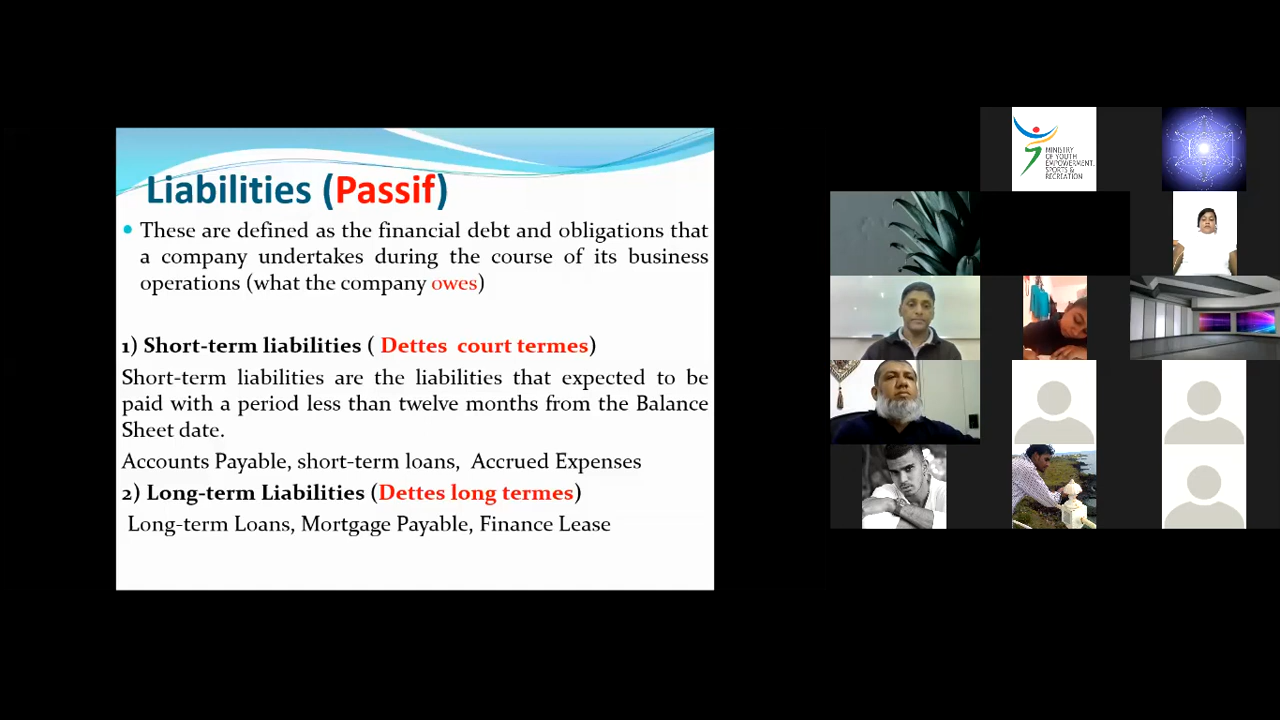 Liabilities (Passif)
• These are defined as the financial debt and obligations that
a company undertakes during the course of its business
operations (what the company owes)
1) Short-term liabilities ( Dettes court termes)
Short-term liabilities are the liabilities that expected to be
paid with a period less than twelve months from the Balance
Sheet date.
Accounts Payable, short-term loans, Accrued Expenses
2) Long-term Liabilities (Dettes long termes)
Long-term Loans, Mortgage Payable, Finance Lease
MINISTRY
OF YOUTH
EMPOWERMENT,
SPORTS &
RECREATION